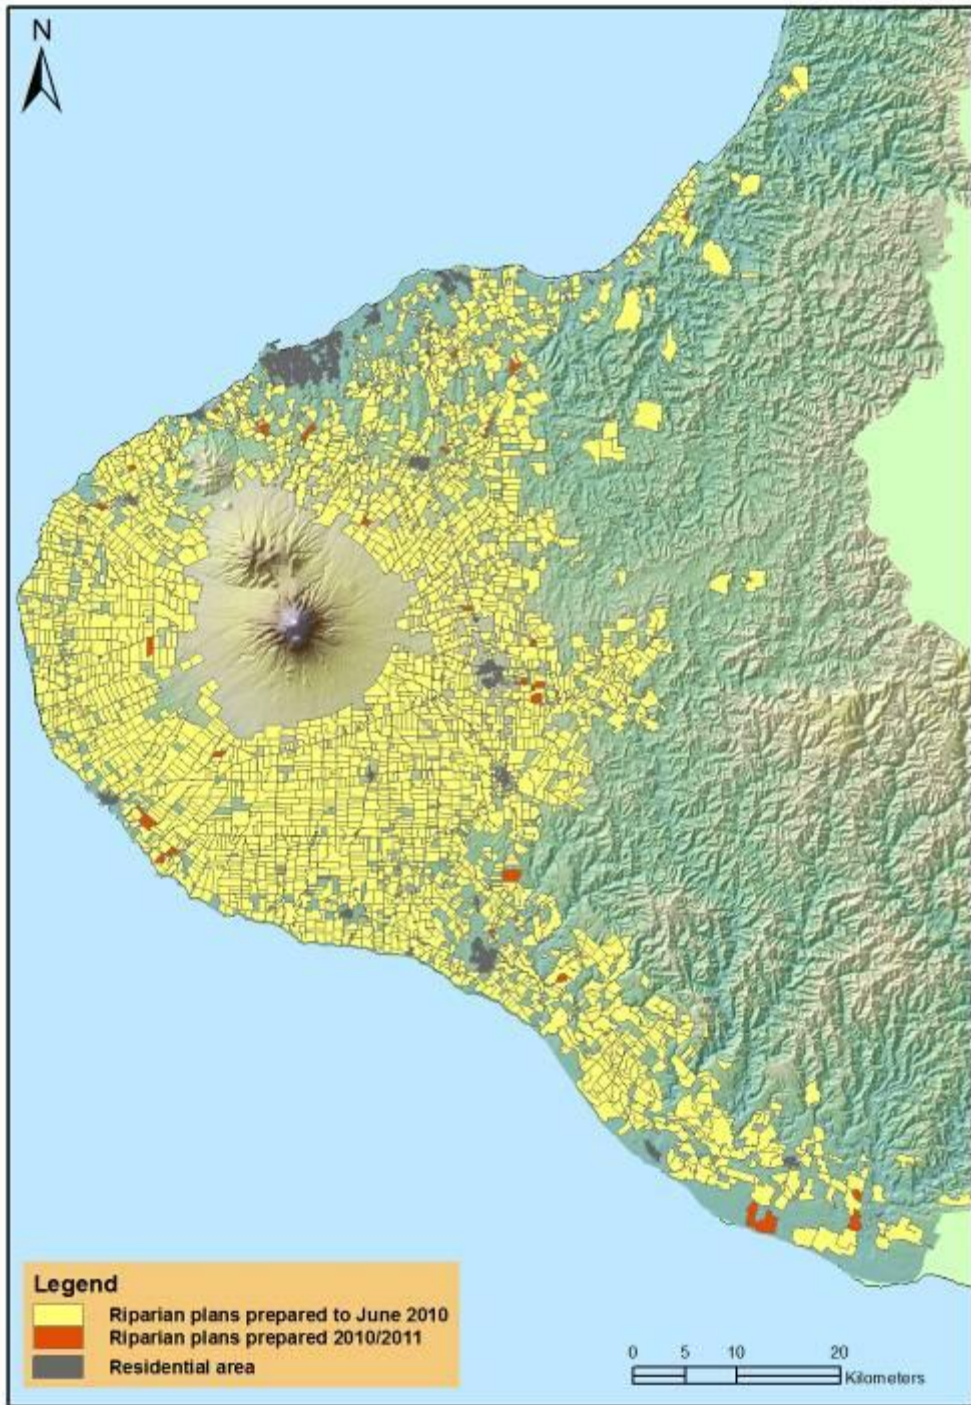 N
Legend
Riparian plans prepared to June 2010
Riparian plans prepared 2010/2011
Residential area
0 5 10 20
Kilometers